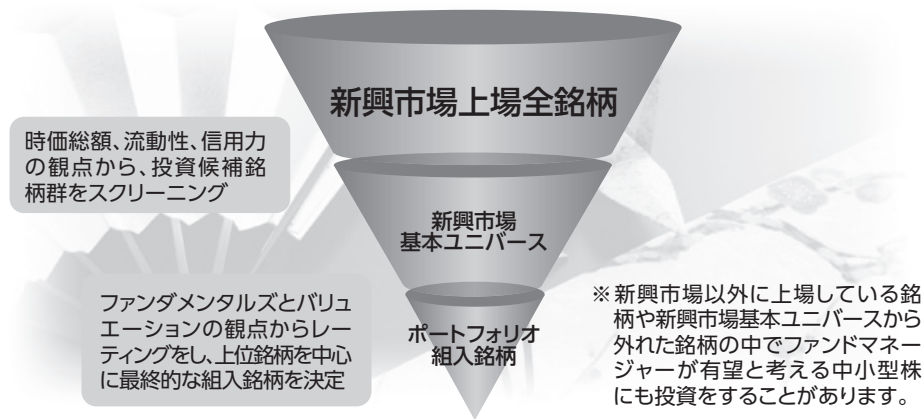 新興市場上場全銘柄
時価総額、流動性、信用力
の観点から、投資候補銘
柄群をスクリーニング
新興市場
基本ユニバース
ファンダメンタルズとバリュ
エーションの観点からレー
ティングをし、上位銘柄を中心
に最終的な組入銘柄を決定
ポートフォリオ
組入銘柄
※新興市場以外に上場している銘
柄や新興市場基本ユニバースから
外れた銘柄の中でファンドマネー
ジャーが有望と考える中小型株
にも投資をすることがあります。